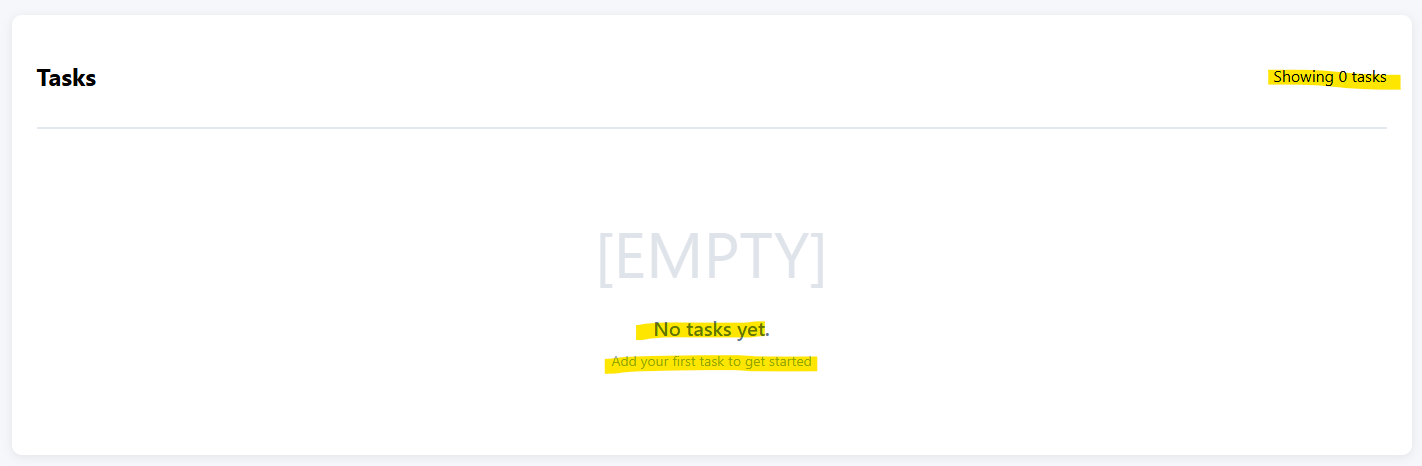 Tasks
Showing 0 tasks
[EMPTY]
No tasks yet.
Add your first task to get started